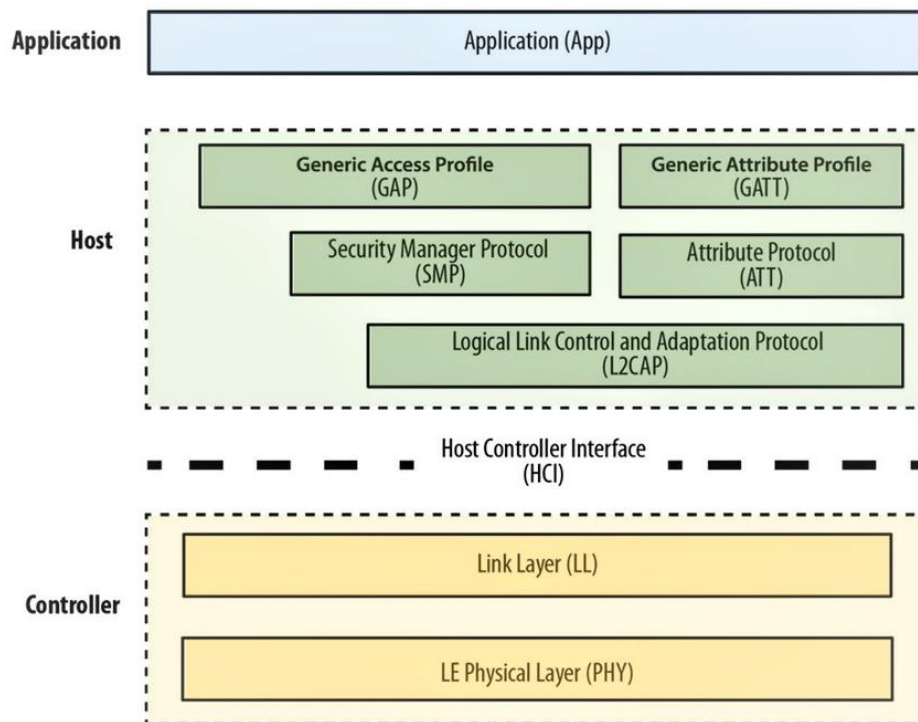 Application
Application (App)
Host
Generic Access Profile
(GAP)
Generic Attribute Profile
(GATT)
Security Manager Protocol
(SMP)
Attribute Protocol
(ATT)
Logical Link Control and Adaptation Protocol
(L2CAP)
Host Controller Interface
(HCI)
Controller
Link Layer (LL)
LE Physical Layer (PHY)